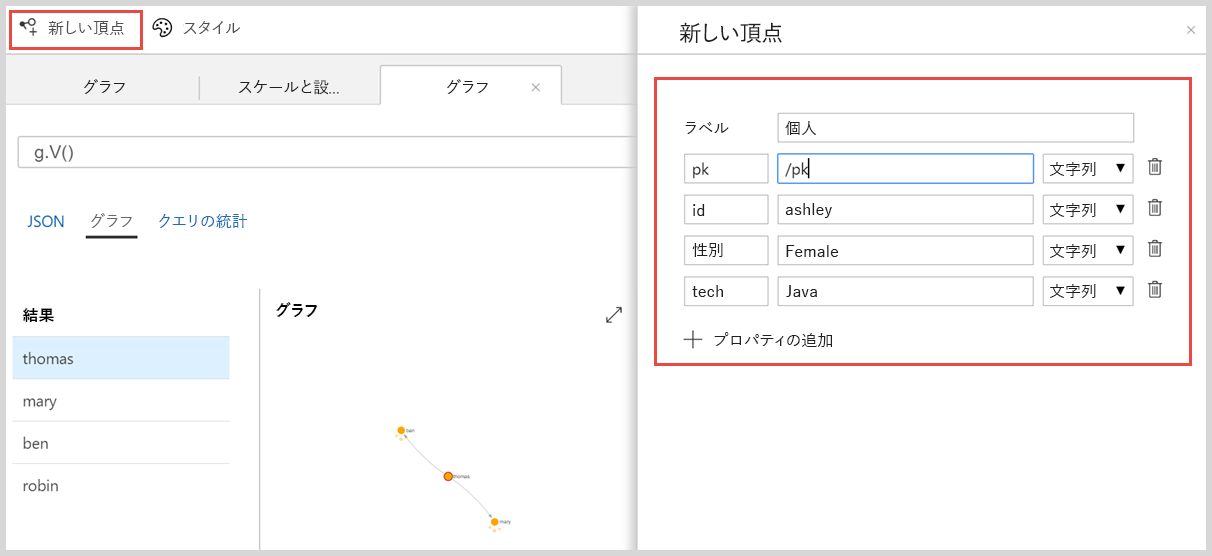 新しい頂点 スタイル
グラフ スケールと設... グラフ ×
g.V()
JSON グラフ クエリの統計
結果
thomas
mary
ben
robin
グラフ
ben
thomas
mary
新しい頂点 ×
ラベル 個人
pk /pk 文字列 ▼
id ashley 文字列 ▼
性別 Female 文字列 ▼
tech Java 文字列 ▼
プロパティの追加